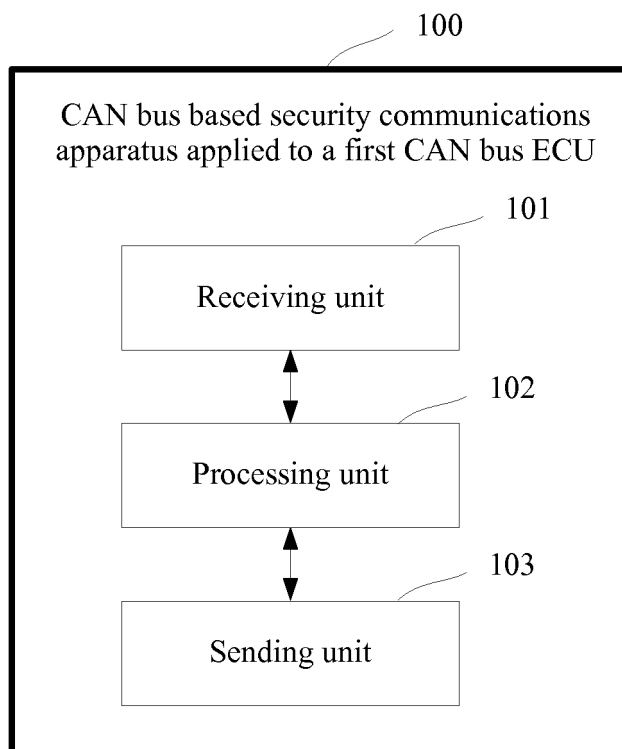 100
CAN bus based security communications
apparatus applied to a first CAN bus ECU
101
Receiving unit
102
Processing unit
103
Sending unit